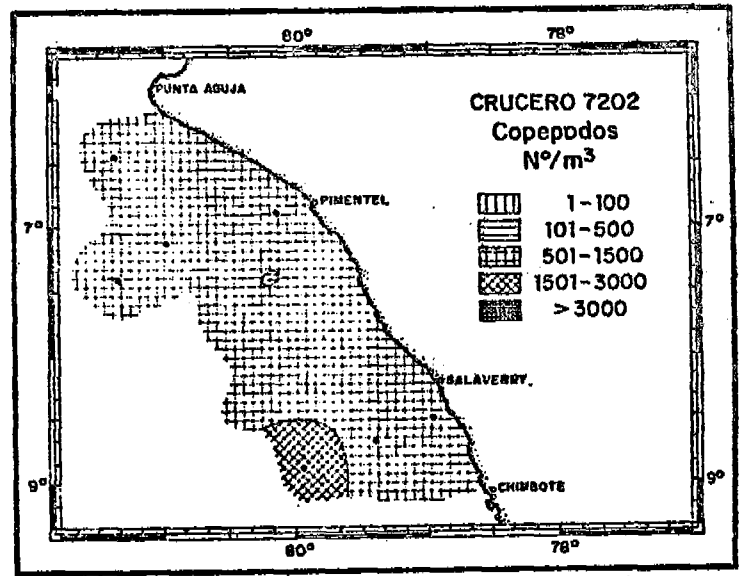 80° 78°
PUNTA AGUJA
CRUCERO 7202
Copepodos
N°/m³
1-100
PIMENTEL
101-500
7° 7°
501-1500
1501-3000
>3000
SALAVERRY.
9° CHIMBOTE 9°
80° 78°